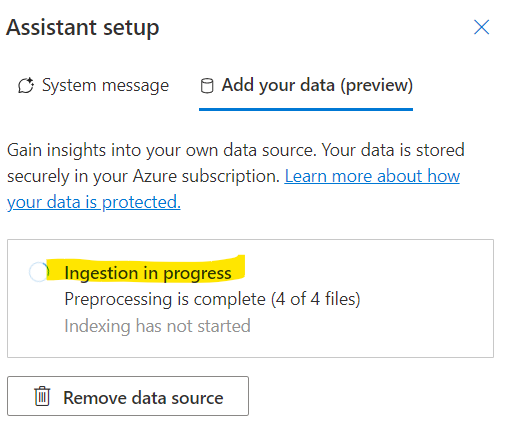 Assistant setup
System message
Add your data (preview)
Gain insights into your own data source. Your data is stored
securely in your Azure subscription. Learn more about how
your data is protected.
Ingestion in progress
Preprocessing is complete (4 of 4 files)
Indexing has not started
Remove data source